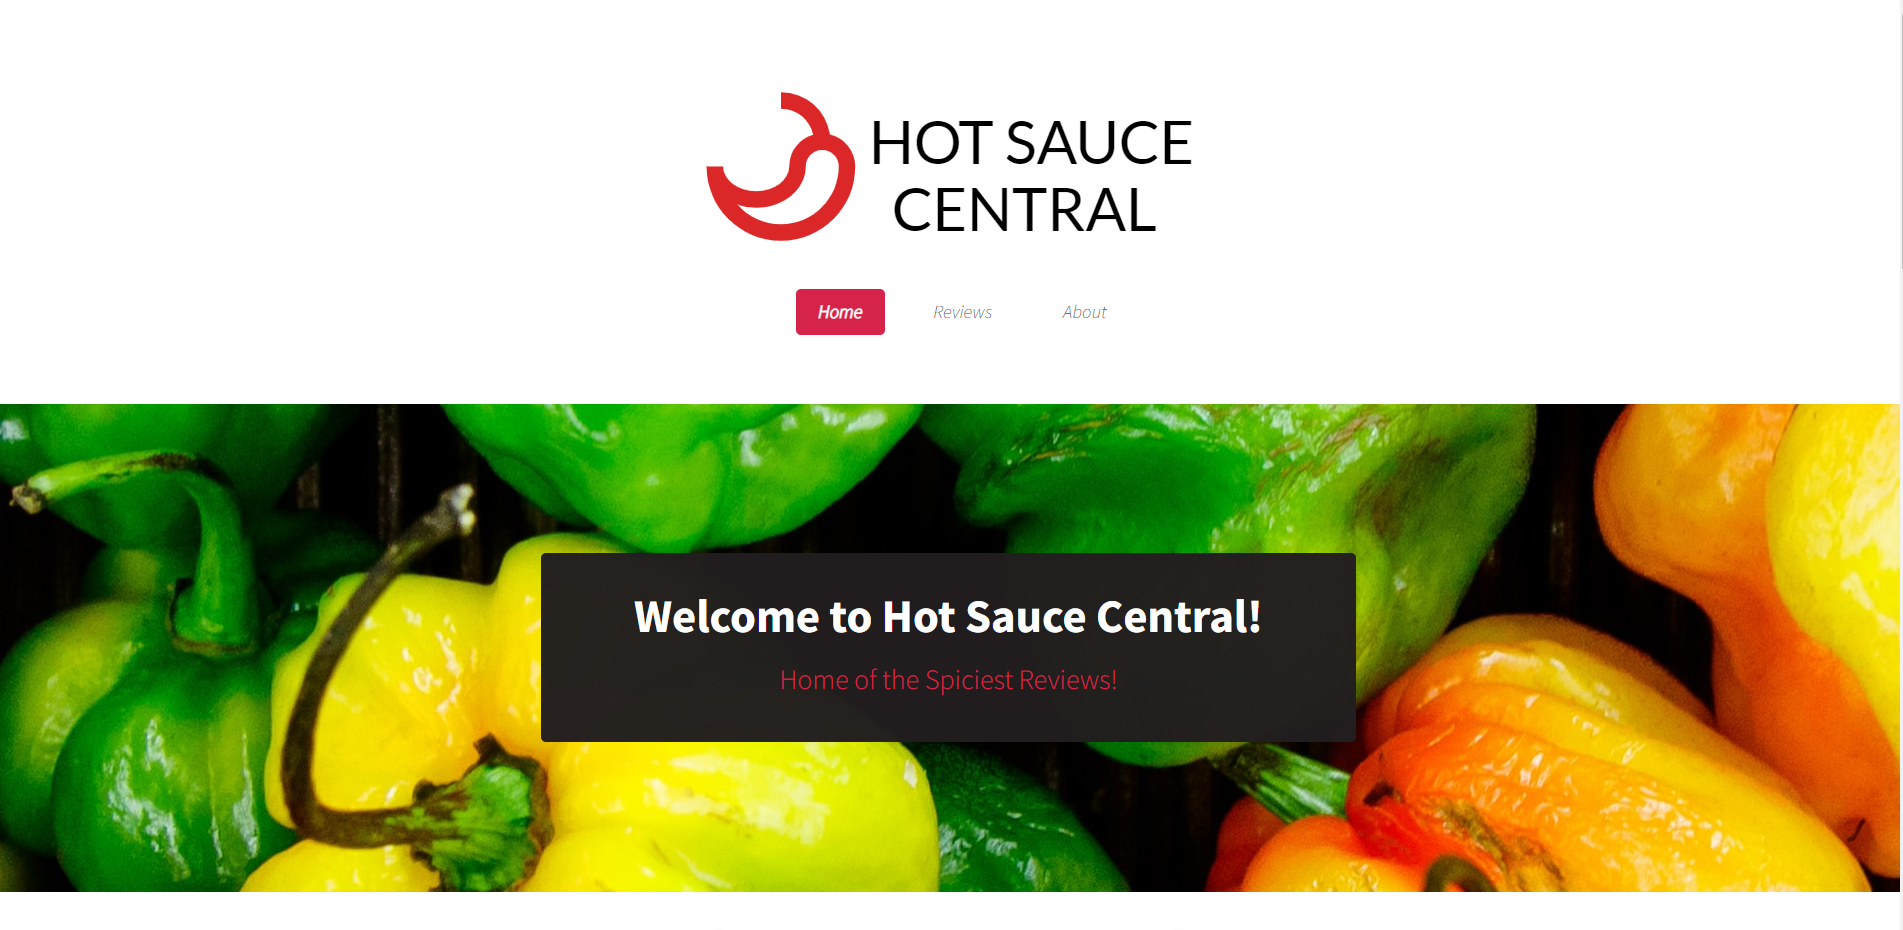 HOT SAUCE
CENTRAL
Home Reviews About
Welcome to Hot Sauce Central!
Home of the Spiciest Reviews!